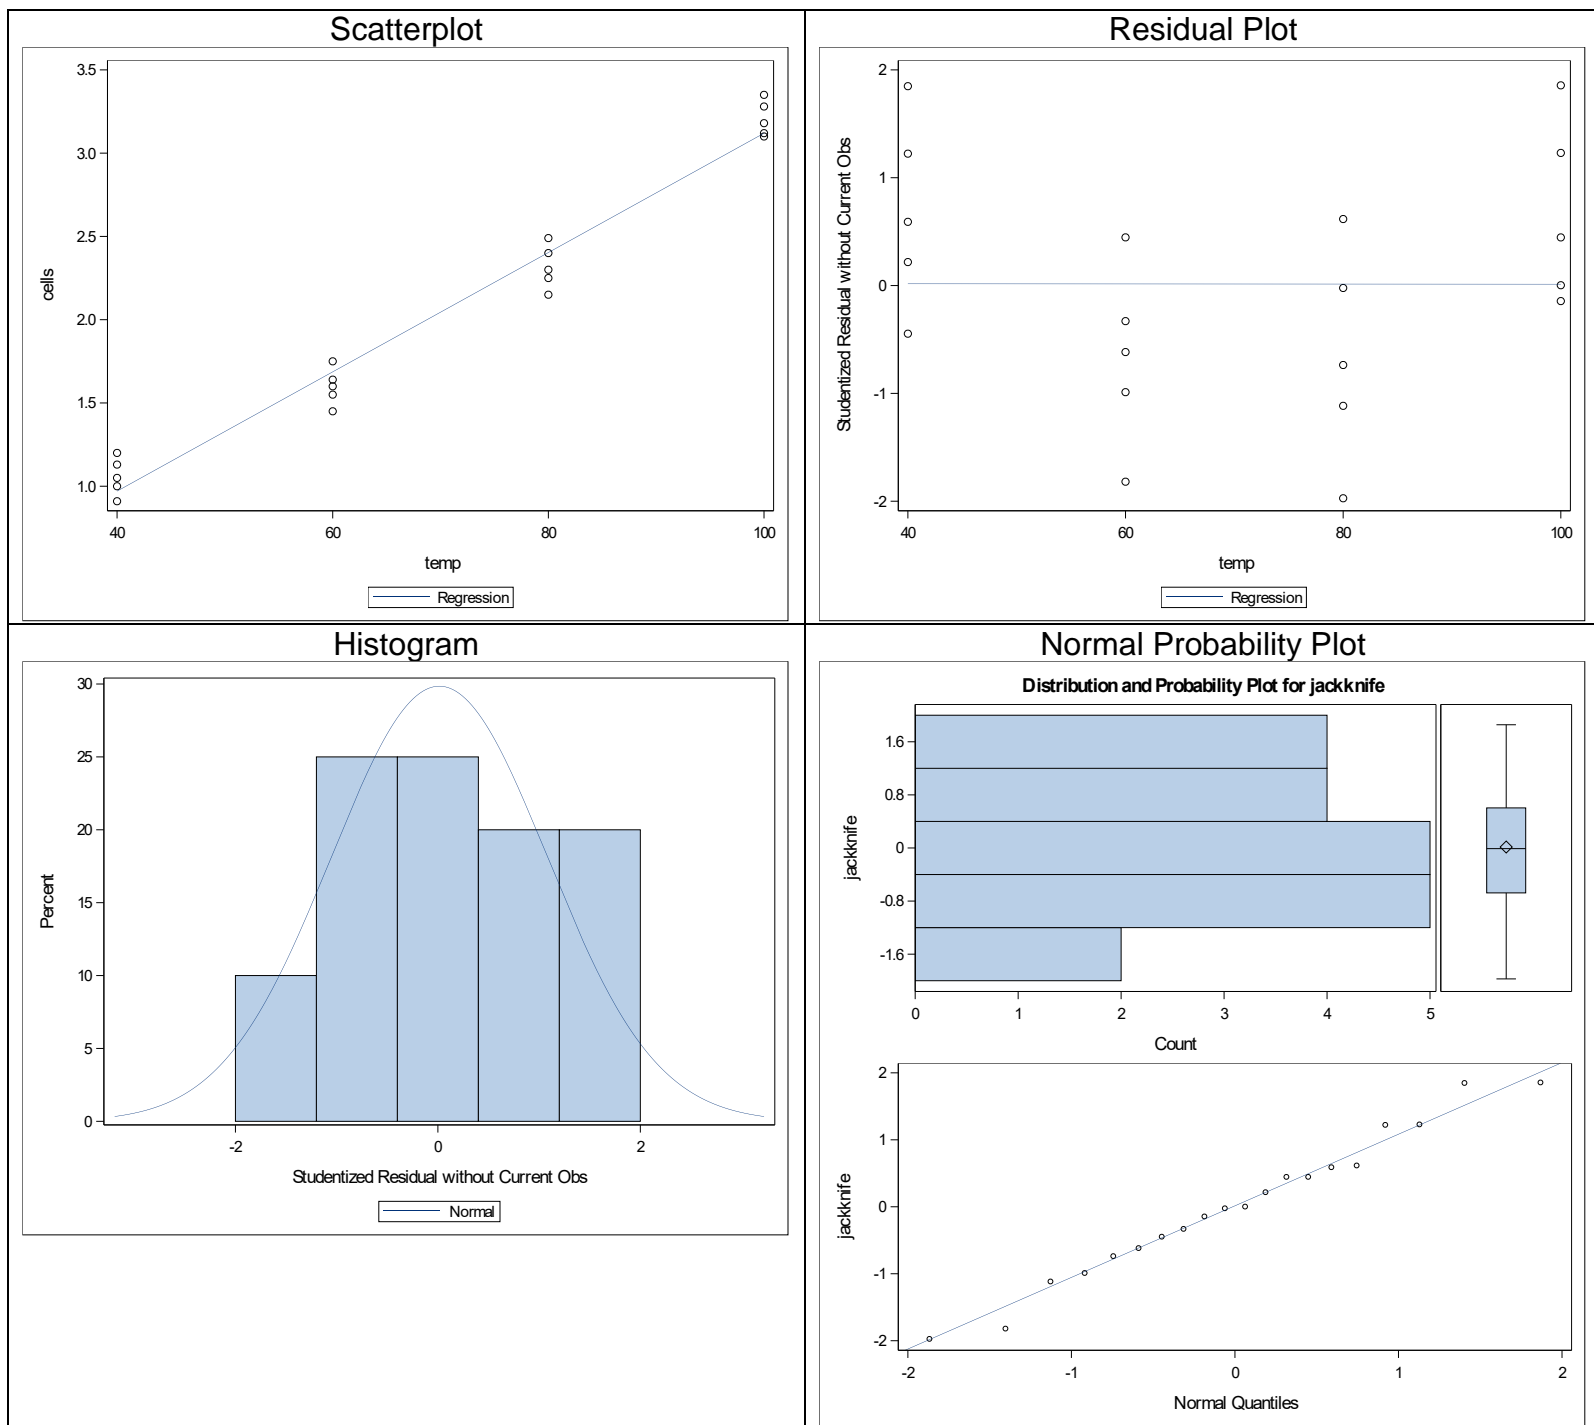 Scatterplot
3.5
3.0
2.5
2.0
1.5
1.0
cells
40 60 80 100
temp
Regression
Residual Plot
2
1
0
-1
-2
Studentized Residual without Current Obs
40 60 80 100
temp
Regression
Histogram
30
25
20
15
10
5
0
Percent
-2 0 2
Studentized Residual without Current Obs
Normal
Normal Probability Plot
Distribution and Probability Plot for jackknife
1.6
0.8
0
-0.8
-1.6
jackknife
0 1 2 3 4 5
Count
2
1
0
-1
-2
jackknife
-2 -1 0 1 2
Normal Quantiles